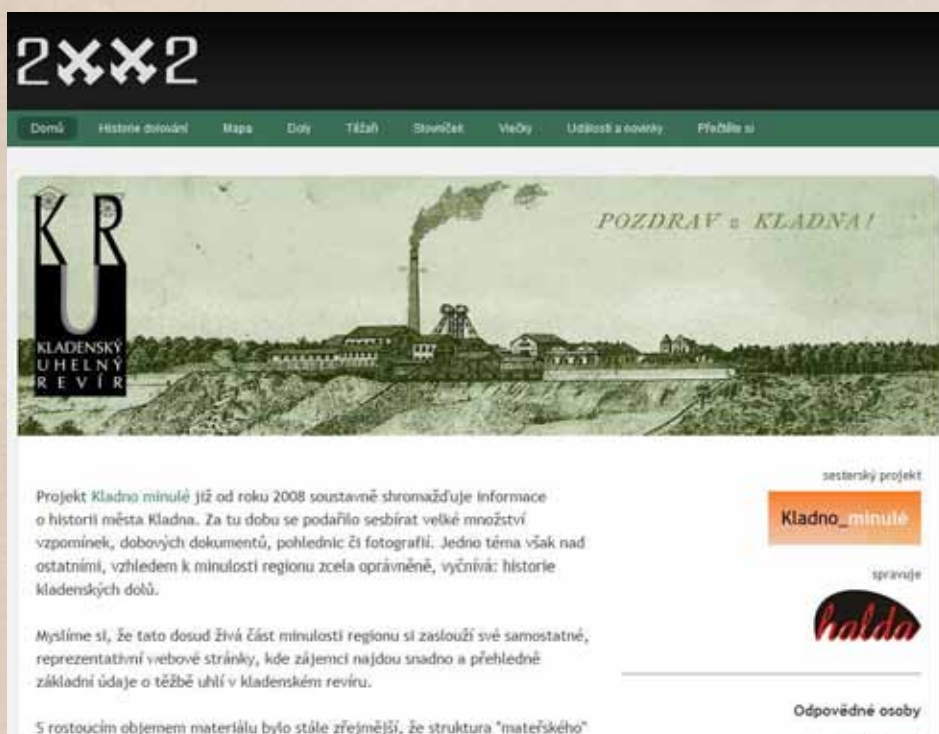 2⚒⚒2
Domů Historie dolování Mapa Doly Těžaři Slovníček Vlečky Události a novinky Přečtěte si
POZDRAV z KLADNA!
KUR
KLADENSKÝ
UHELNÝ
REVÍR
Projekt Kladno minulé již od roku 2008 soustavně shromažďuje informace
o historii města Kladna. Za tu dobu se podařilo sesbírat velké množství
vzpomínek, dobových dokumentů, pohlednic či fotografií. Jedno téma však nad
ostatními, vzhledem k minulosti regionu zcela oprávněně, vyčnívá: historie
kladenských dolů.
Myslíme si, že tato dosud živá část minulosti regionu si zaslouží své samostatné,
reprezentativní webové stránky, kde zájemci najdou snadno a přehledně
základní údaje o těžbě uhlí v kladenském revíru.
S rostoucím objemem materiálu bylo stále zřejmější, že struktura "mateřského"
sesterský projekt
Kladno_minulé
spravuje
halda
Odpovědné osoby